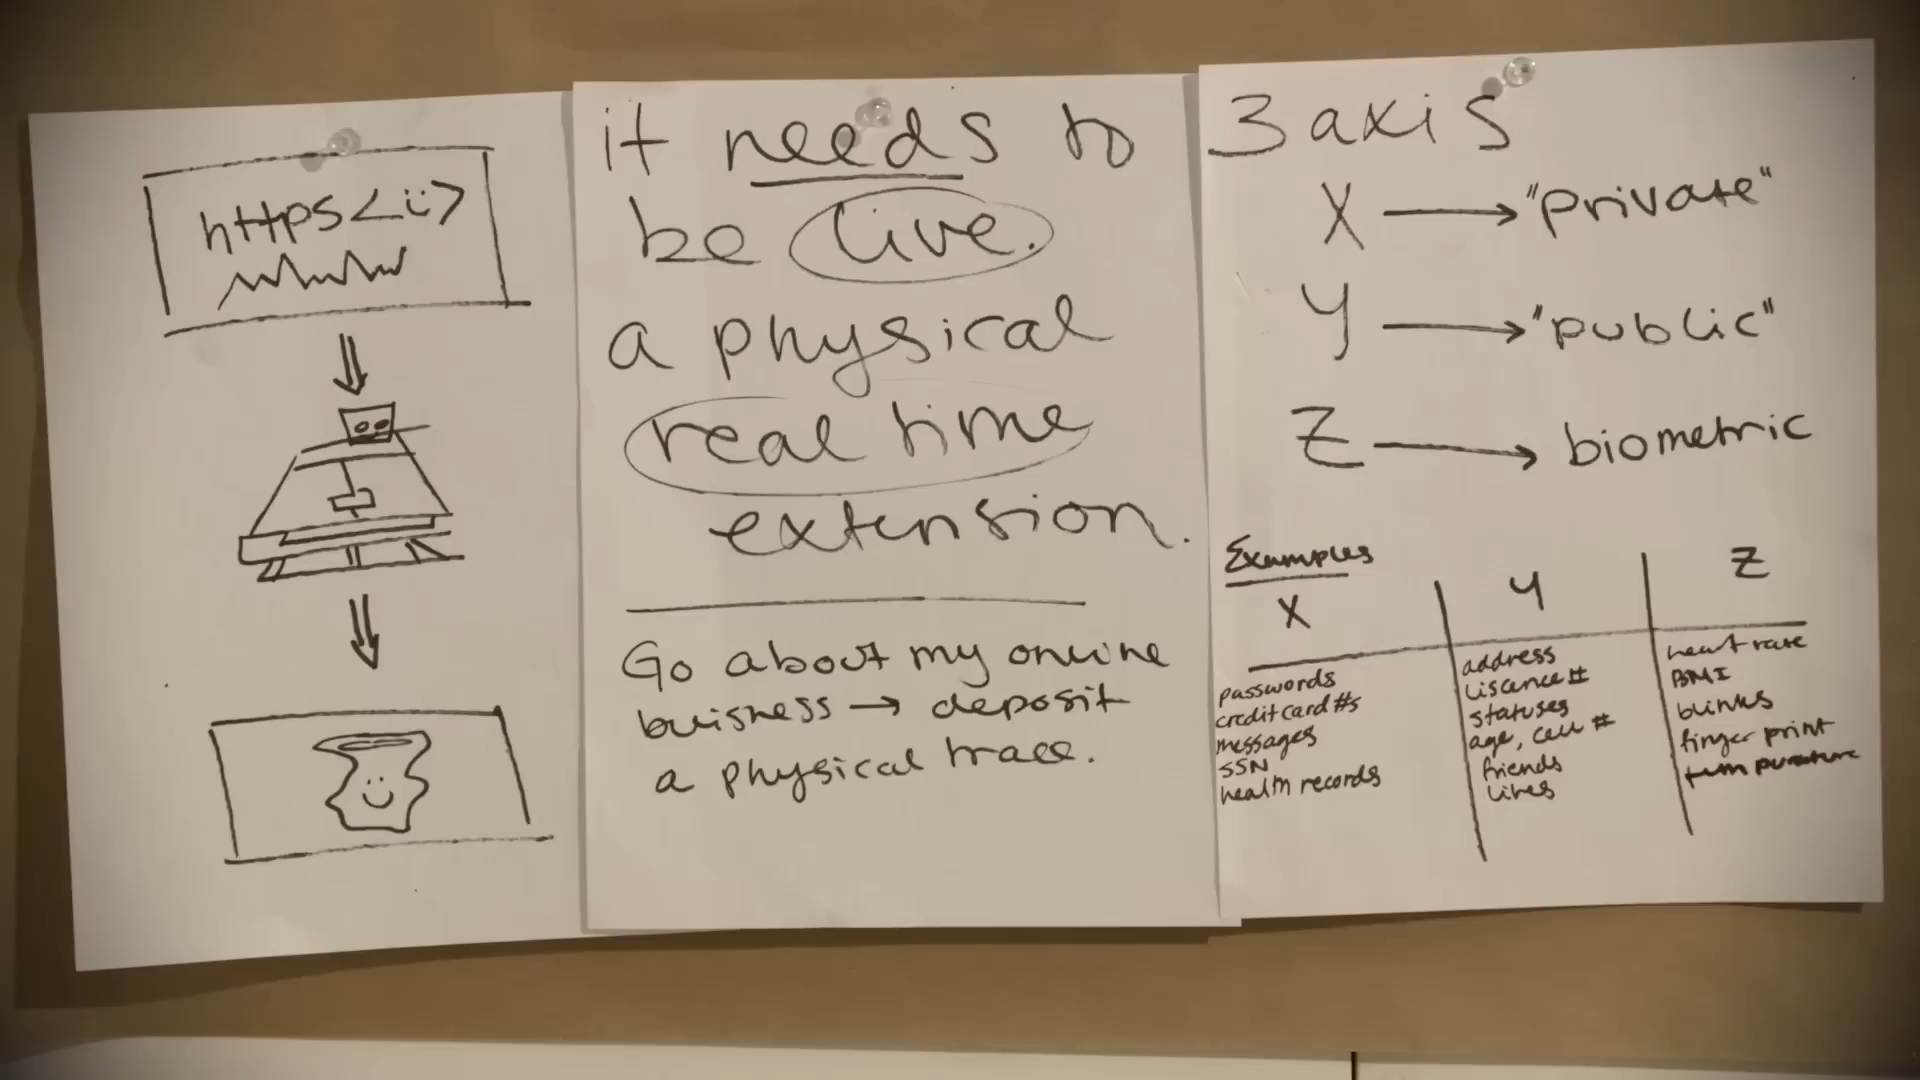 https<ü>
it needs to
be live.
a physical
real time
extension.
Go about my online
buisness → deposit
a physical trace.
3 axis
X → "private"
Y → "public"
Z → biometric
Examples
X
passwords
credit card #s
messages
SSN
health records
Y
address
liscence #
statuses
age, cell #
friends
likes
Z
heart rate
BMI
blinks
finger print
tempurature